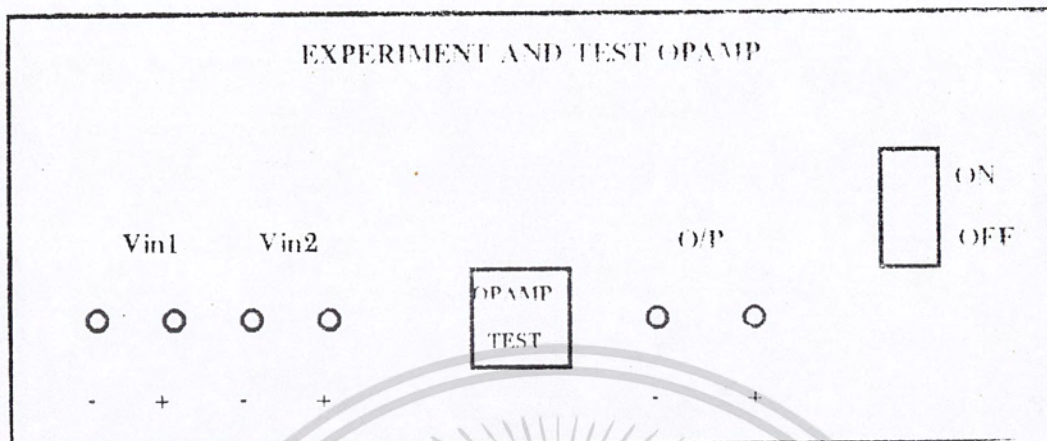 EXPERIMENT AND TEST OPAMP
ON
OFF
Vin1 Vin2 O/P
OPAMP
TEST
- + - + - +